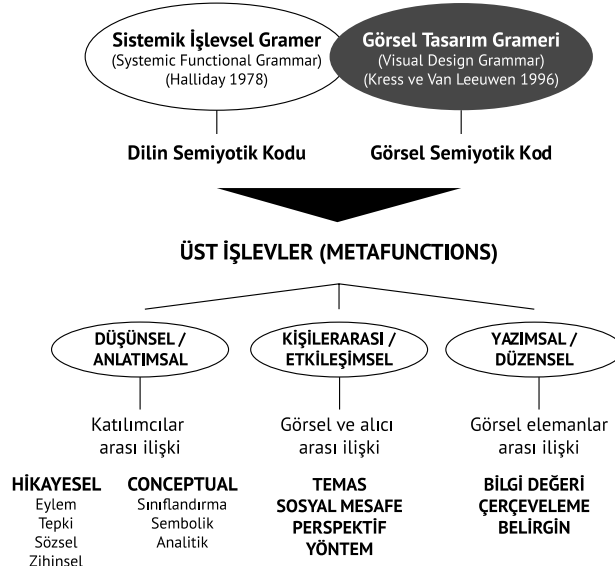 Sistemik İşlevsel Gramer
(Systemic Functional Grammar)
(Halliday 1978)
Görsel Tasarım Grameri
(Visual Design Grammar)
(Kress ve Van Leeuwen 1996)
Dilin Semiyotik Kodu
Görsel Semiyotik Kod
ÜST İŞLEVLER (METAFUNCTIONS)
DÜŞÜNSEL /
ANLATIMSAL
KİŞİLERARASI /
ETKİLEŞİMSEL
YAZIMSAL /
DÜZENSEL
Katılımcılar
arası ilişki
Görsel ve alıcı
arası ilişki
Görsel elemanlar
arası ilişki
HİKAYESEL
Eylem
Tepki
Sözsel
Zihinsel
CONCEPTUAL
Sınıflandırma
Sembolik
Analitik
TEMAS
SOSYAL MESAFE
PERSPEKTİF
YÖNTEM
BİLGİ DEĞERİ
ÇERÇEVELEME
BELIRGİN